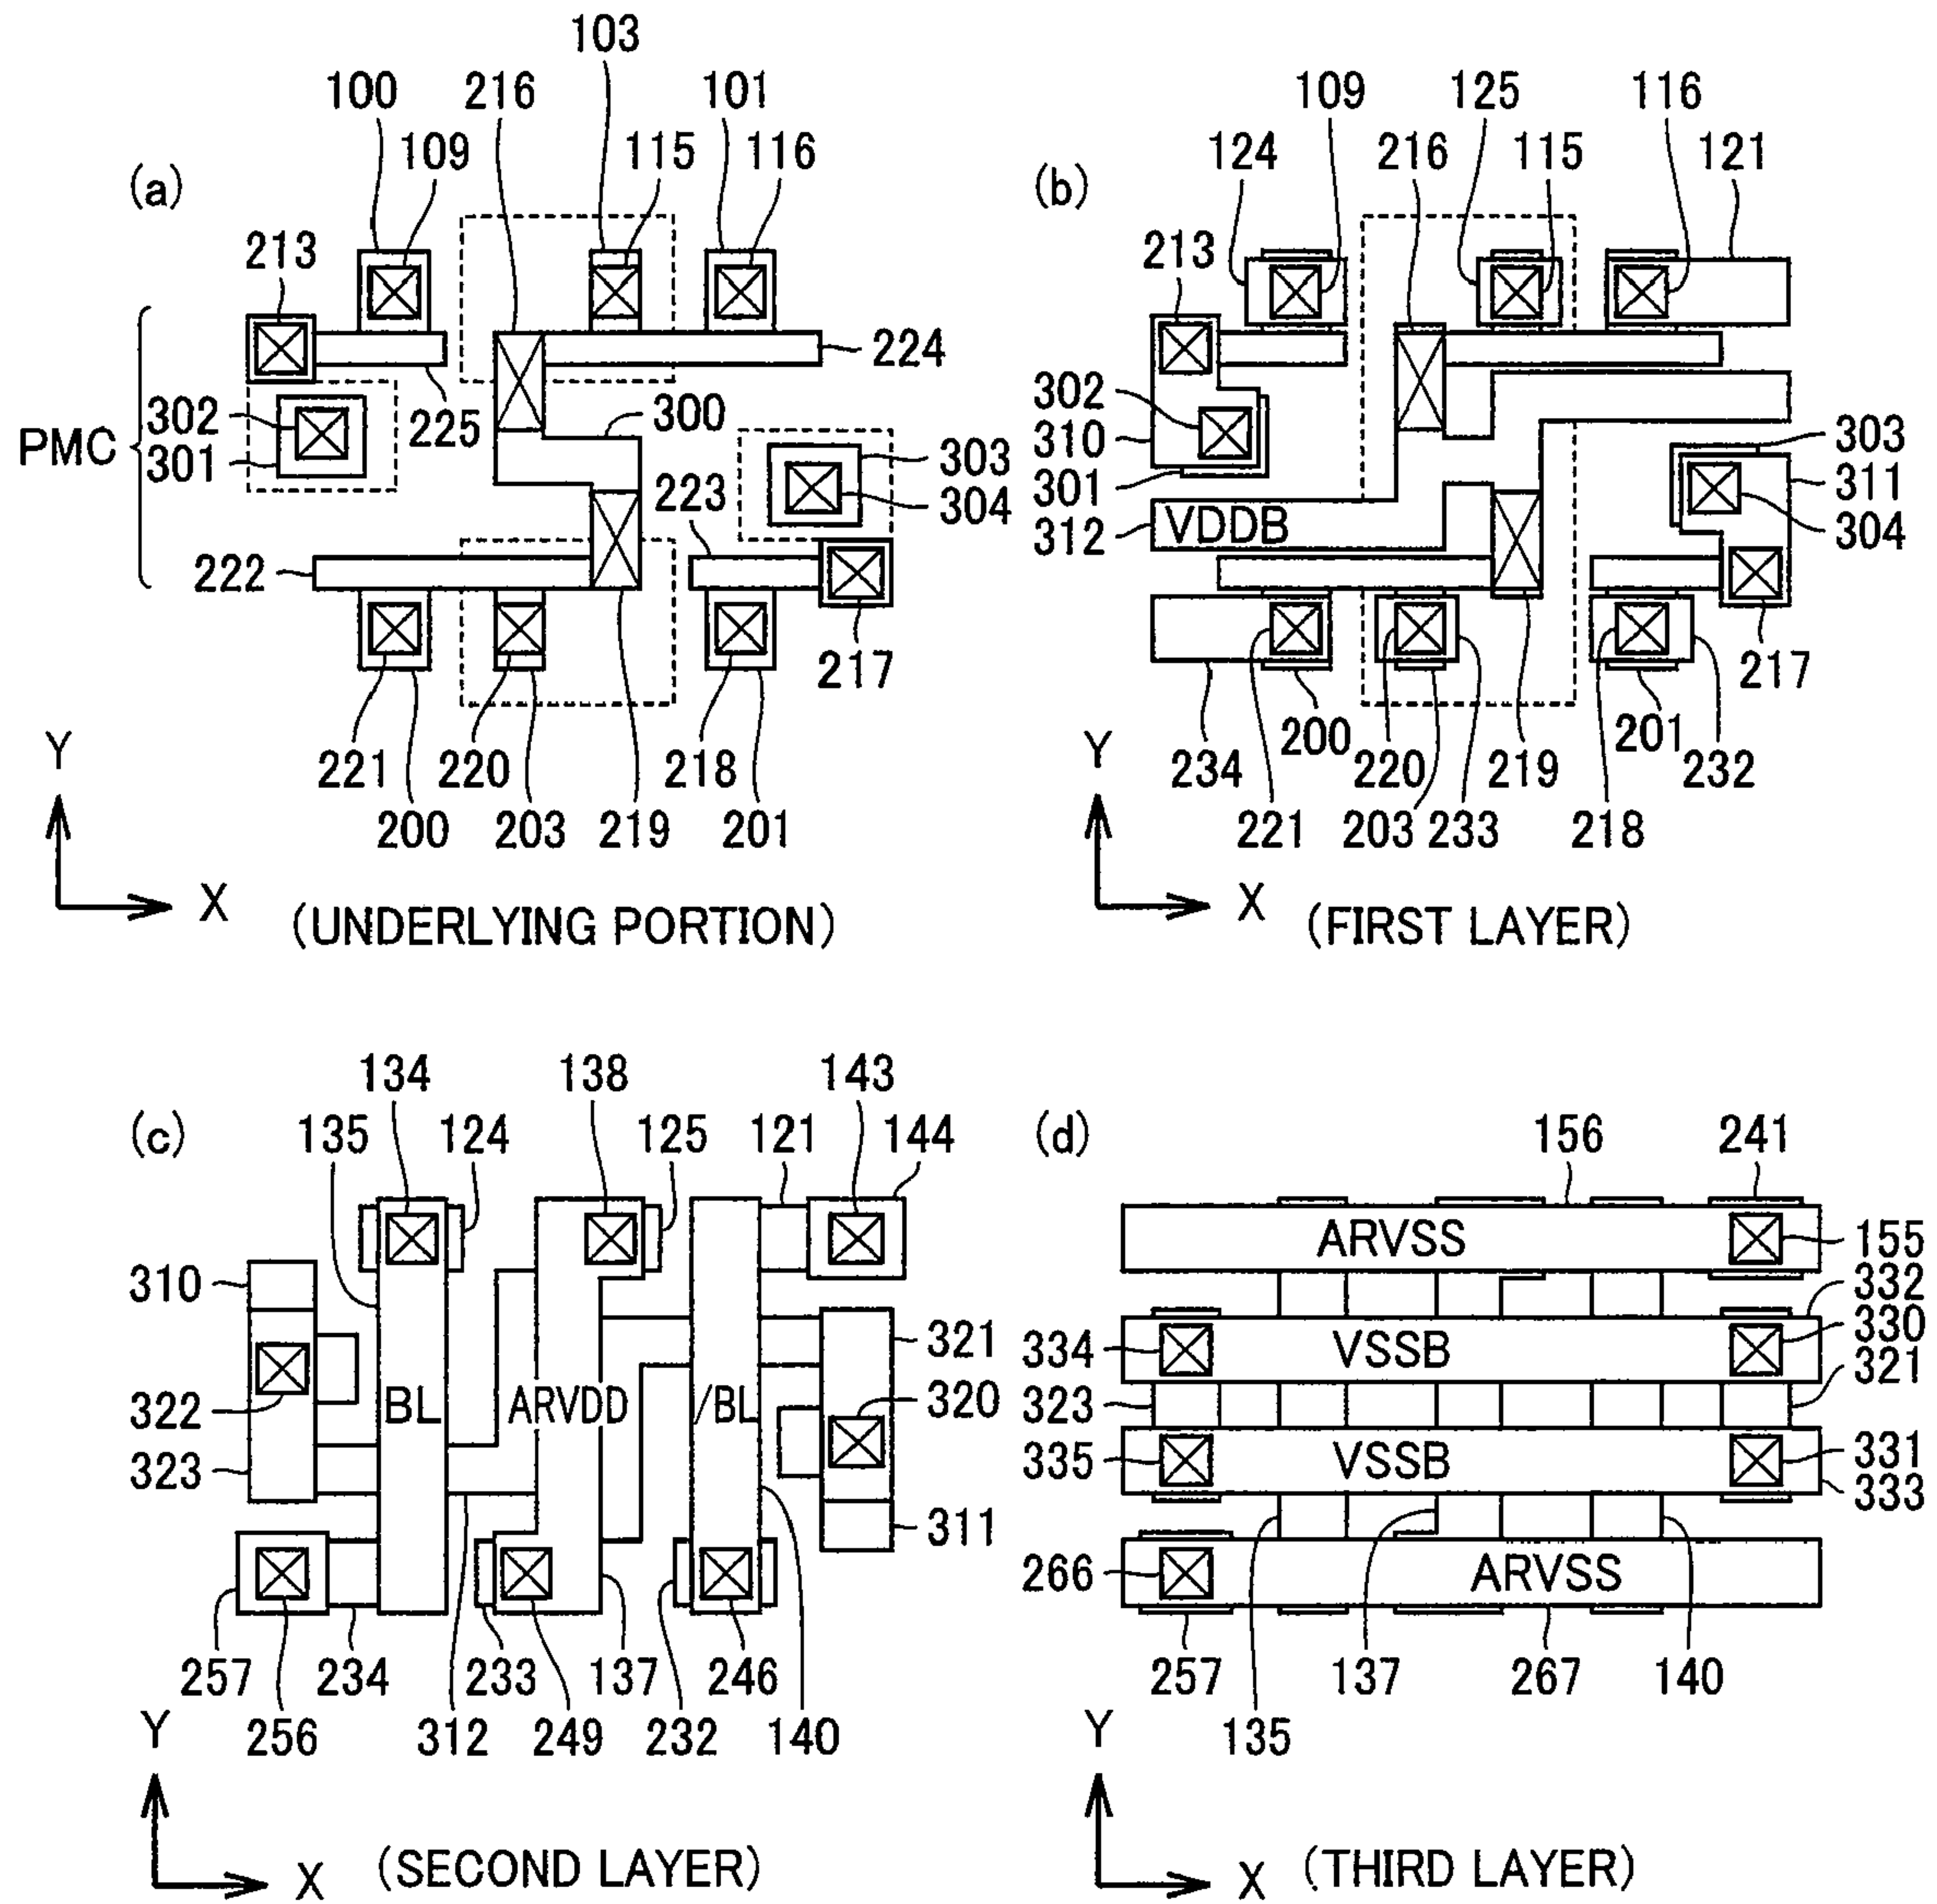 103
100 216 101
109 115 116
(a)
213
224
302
PMC
301
225
300
303
223
304
222
217
221 220 218
200 203 219 201
Y
X
(UNDERLYING PORTION)
109 125 116
124 216 115 121
(b)
213
302
310
301
312
VDDB
303
311
304
217
200 201
234 220 219 232
221 203 233 218
Y
X
(FIRST LAYER)
134 138 143
(c)
135 124 125 121 144
310
321
322
BL
ARVDD
/BL
320
323
311
257 234 233 137 246
256 312 249 232 140
Y
X
(SECOND LAYER)
(d)
156 241
ARVSS
155
332
334
VSSB
330
321
323
335
VSSB
331
333
266
ARVSS
257 137 267 140
135
Y
X
(THIRD LAYER)